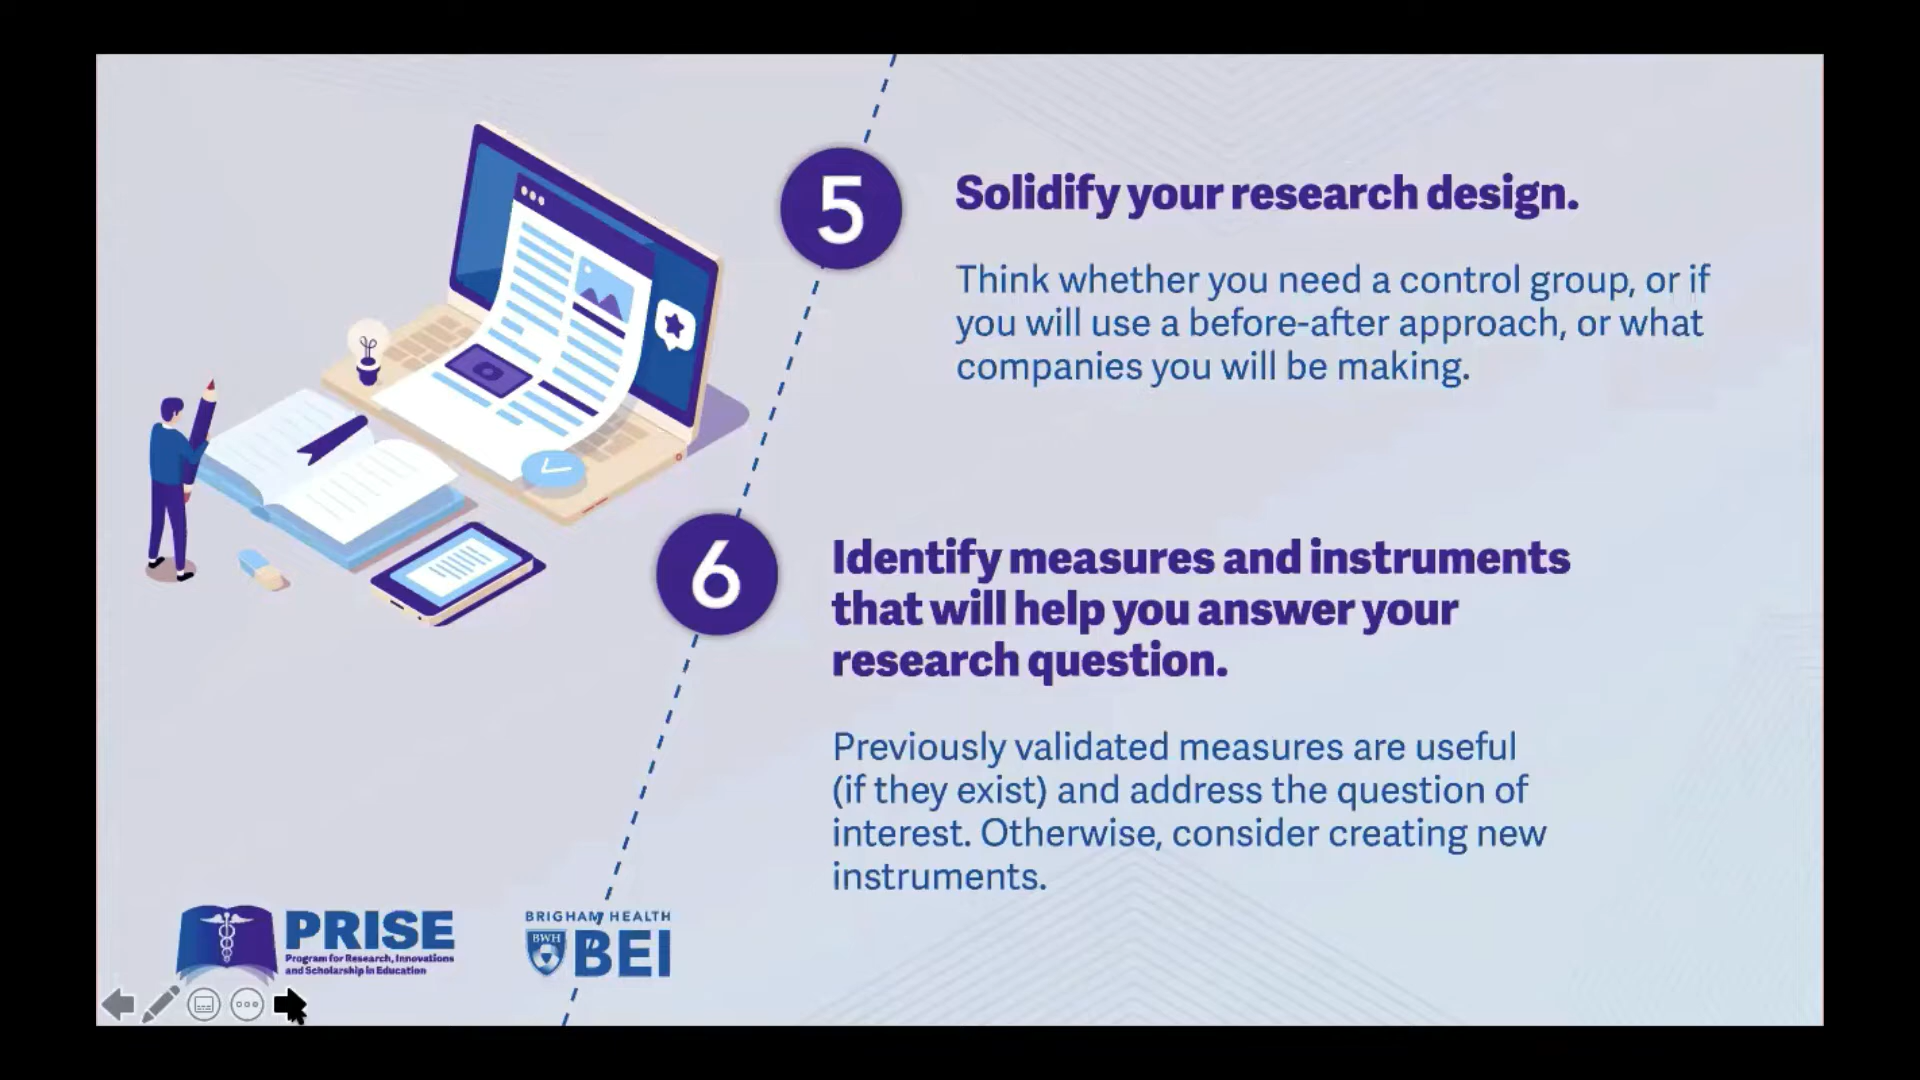 5
Solidify your research design.
Think whether you need a control group, or if
you will use a before-after approach, or what
companies you will be making.
6
Identify measures and instruments
that will help you answer your
research question.
Previously validated measures are useful
(if they exist) and address the question of
interest. Otherwise, consider creating new
instruments.
PRISE
Program for Research, Innovations
and Scholarship in Education
BRIGHAM HEALTH
BWH
BEI